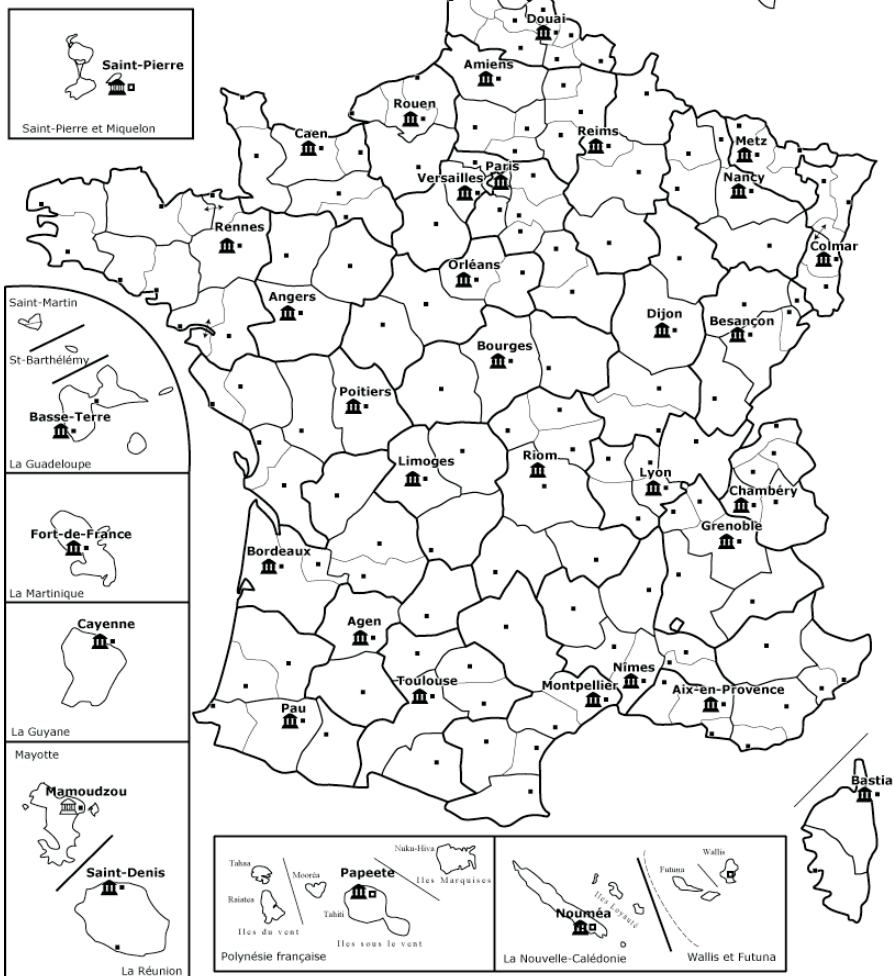 Douai
Saint-Pierre
Saint-Pierre et Miquelon
Amiens
Rouen
Caen
Reims
Metz
Paris
Versailles
Nancy
Rennes
Colmar
Orléans
Angers
Dijon
Besançon
Bourges
Poitiers
Limoges
Riom
Lyon
Chambéry
Grenoble
Bordeaux
Agen
Nîmes
Toulouse
Montpellier
Aix-en-Provence
Pau
Bastia
Saint-Martin
St-Barthélémy
Basse-Terre
La Guadeloupe
Fort-de-France
La Martinique
Cayenne
La Guyane
Mayotte
Mamoudzou
Saint-Denis
La Réunion
Tahaa
Raiatea
Iles du vent
Mooréa
Papeete
Tahiti
Iles sous le vent
Nuku-Hiva
Iles Marquises
Polynésie française
Nouméa
Iles Loyauté
La Nouvelle-Calédonie
Wallis
Futuna
Wallis et Futuna